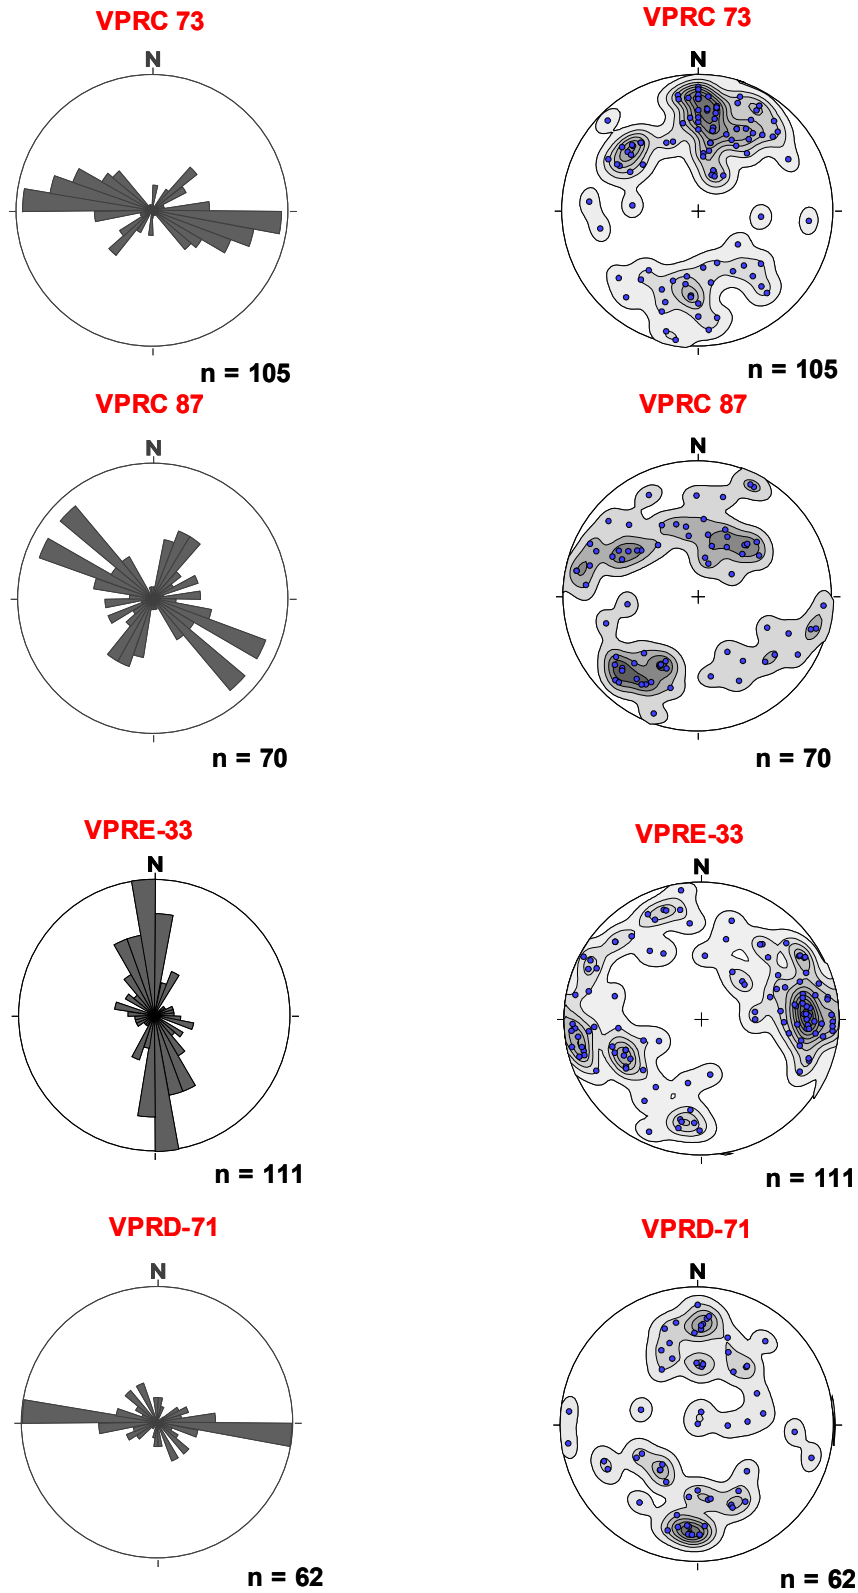 VPRC 73
VPRC 73
N
N
n = 105
n = 105
VPRC 87
VPRC 87
N
N
n = 70
n = 70
VPRE-33
VPRE-33
N
N
n = 111
n = 111
VPRD-71
VPRD-71
N
N
n = 62
n = 62